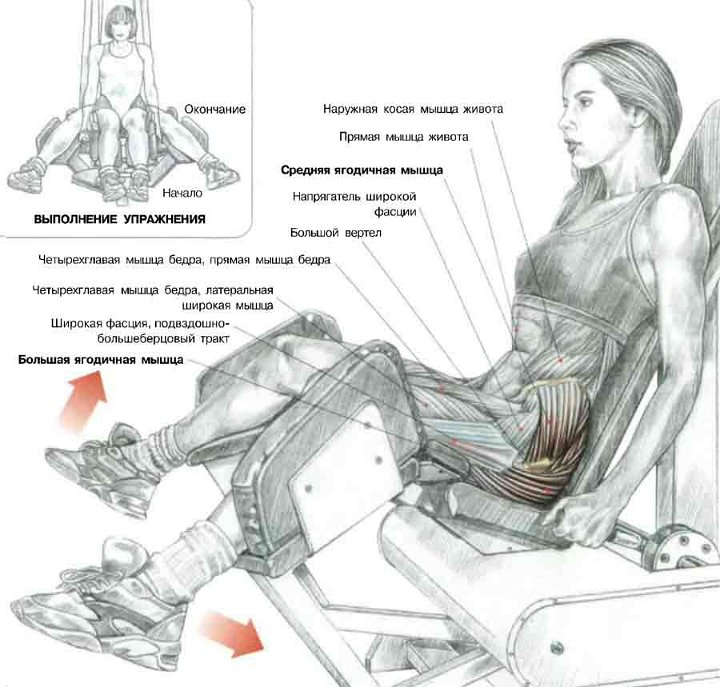 Окончание
Начало
ВЫПОЛНЕНИЕ УПРАЖНЕНИЯ
Наружная косая мышца живота
Прямая мышца живота
Средняя ягодичная мышца
Напрягатель широкой
фасции
Большой вертел
Четырехглавая мышца бедра, прямая мышца бедра
Четырехглавая мышца бедра, латеральная
широкая мышца
Широкая фасция, подвздошно-
большеберцовый тракт
Большая ягодичная мышца